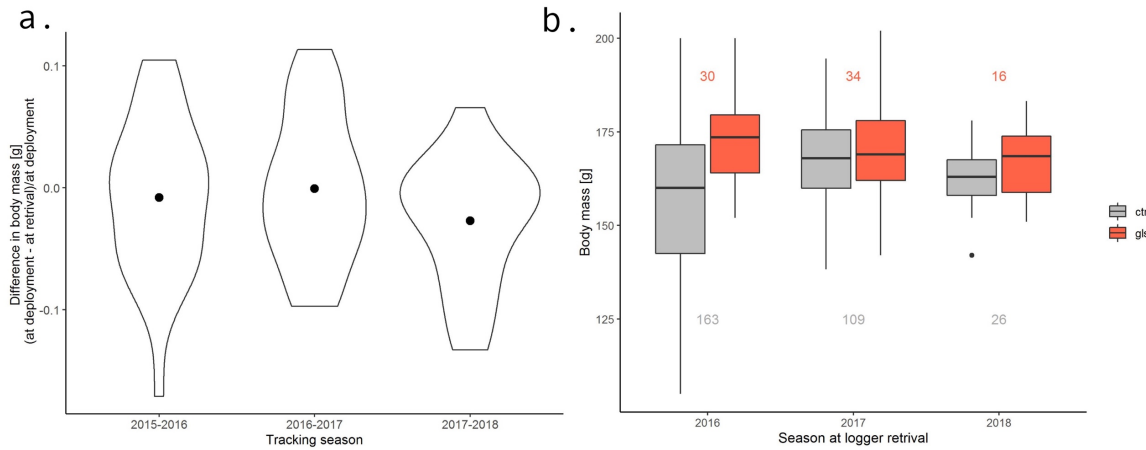 a.
Difference in body mass [g]
(at deployment - at retrival)/at deployment
0.1
0.0
-0.1
2015-2016 2016-2017 2017-2018
Tracking season
b.
Body mass [g]
200
175
150
125
30 34 16
163 109 26
2016 2017 2018
Season at logger retrival